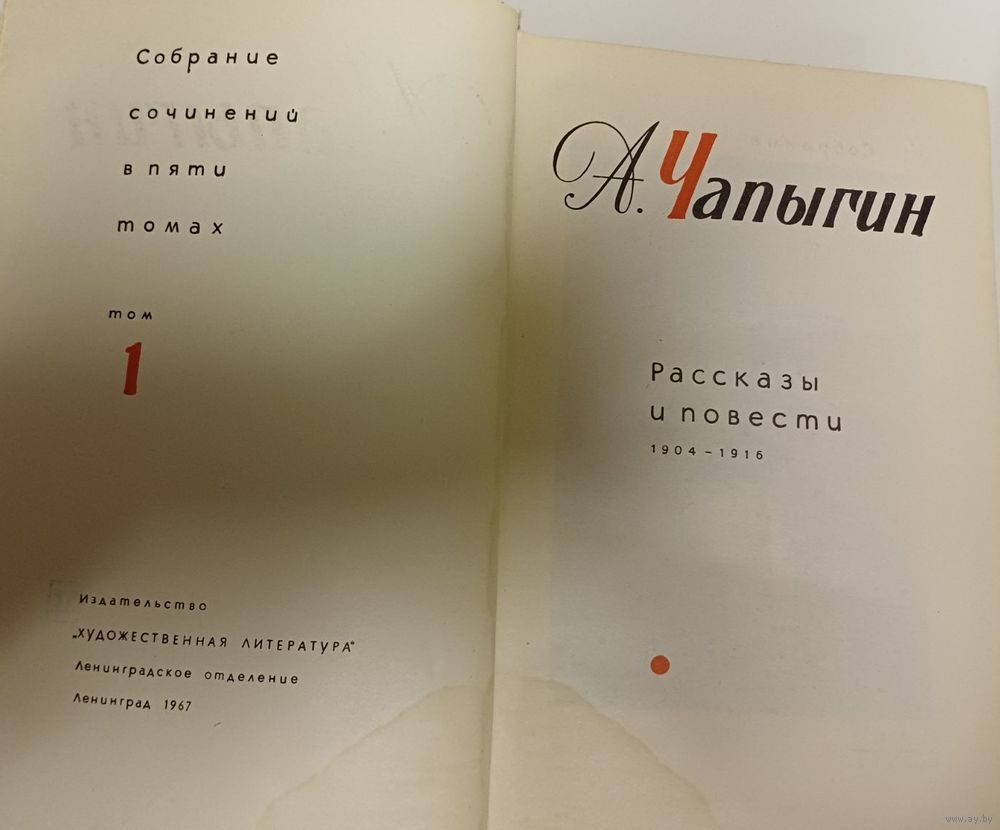 Собрание
сочинений
в пяти
томах
том
1
Издательство
„ХУДОЖЕСТВЕННАЯ ЛИТЕРАТУРА"
Ленинградское отделение
Ленинград 1967
А. Чапыгин
Рассказы
и повести
1904 – 1916
www.ay.by